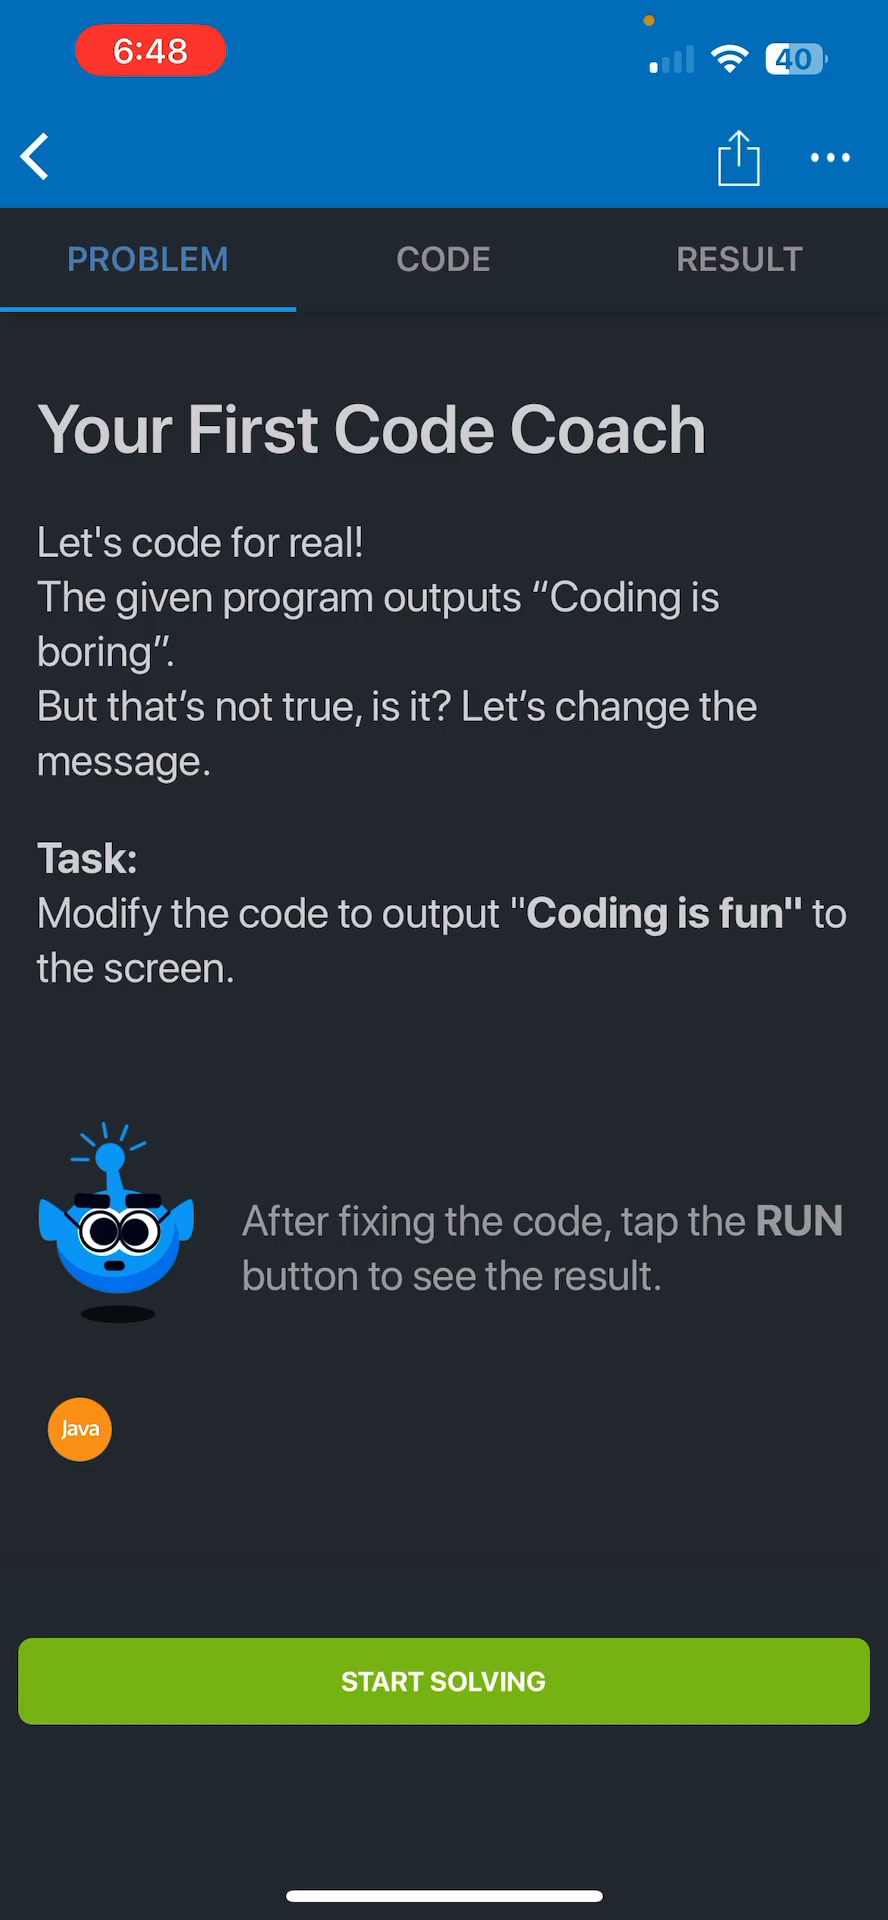 6:48
40
PROBLEM CODE RESULT
Your First Code Coach
Let's code for real!
The given program outputs “Coding is
boring”.
But that’s not true, is it? Let’s change the
message.
Task:
Modify the code to output "Coding is fun" to
the screen.
After fixing the code, tap the RUN
button to see the result.
Java
START SOLVING